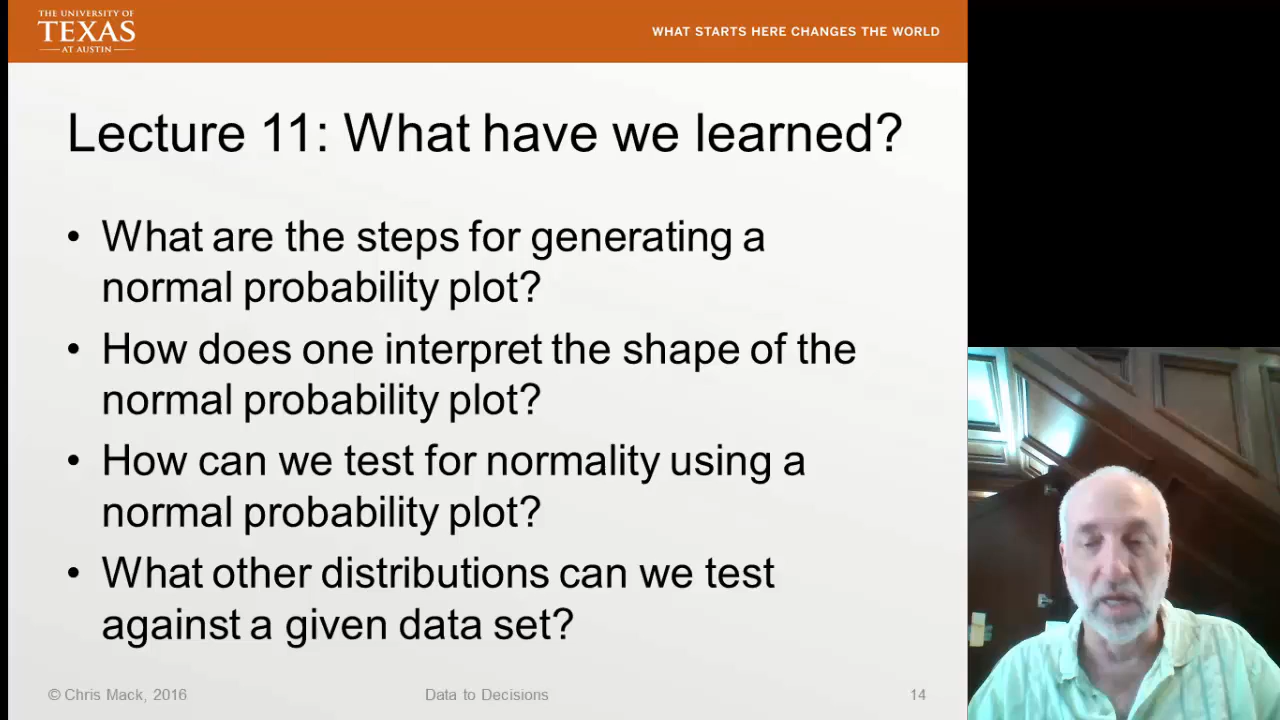 THE UNIVERSITY OF
TEXAS
AT AUSTIN
WHAT STARTS HERE CHANGES THE WORLD
Lecture 11: What have we learned?
• What are the steps for generating a
normal probability plot?
• How does one interpret the shape of the
normal probability plot?
• How can we test for normality using a
normal probability plot?
• What other distributions can we test
against a given data set?
© Chris Mack, 2016
Data to Decisions
14